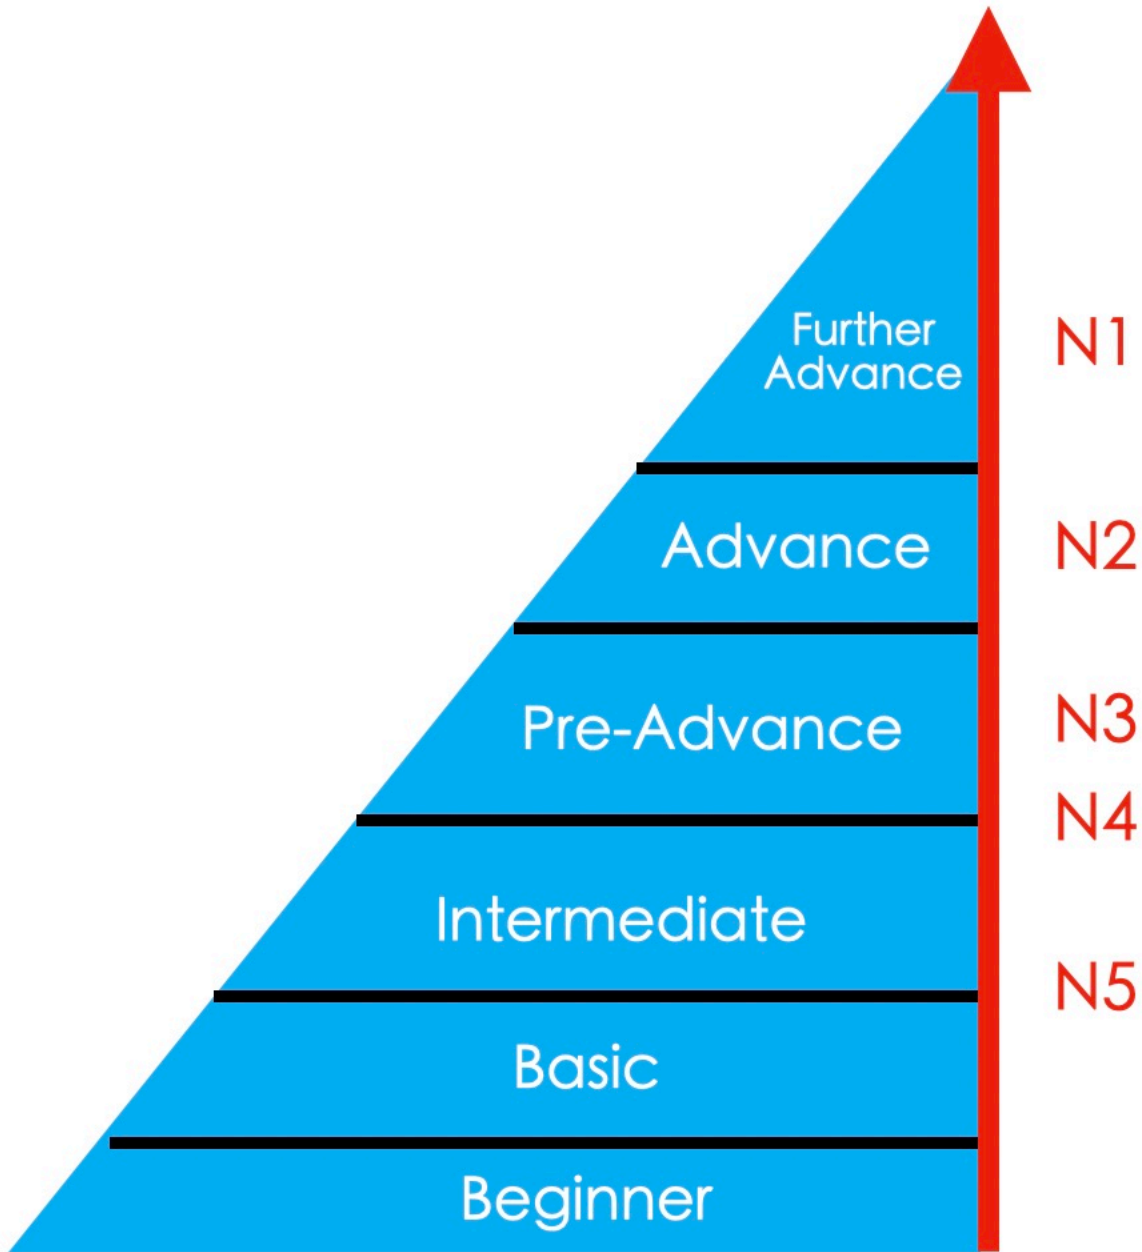 Further
Advance
N1
Advance
N2
Pre-Advance
N3
N4
Intermediate
N5
Basic
Beginner